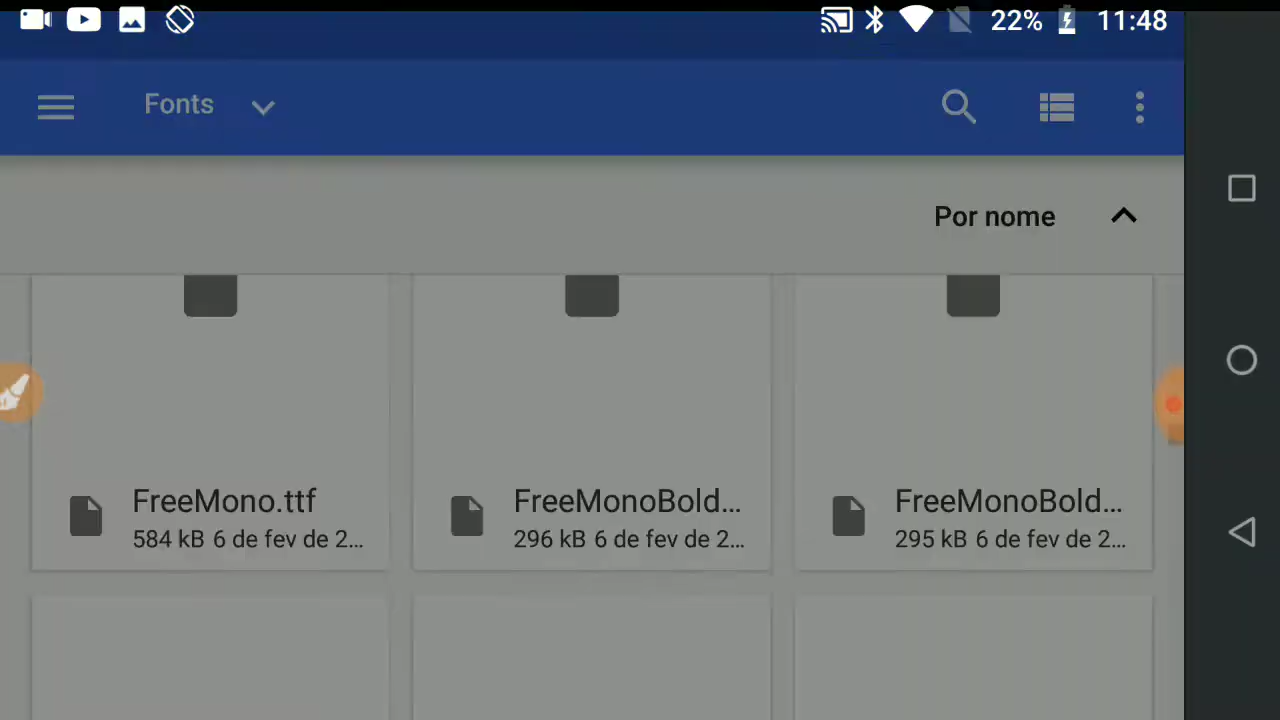 22% 11:48
Fonts
Por nome
FreeMono.ttf FreeMonoBold... FreeMonoBold...
584 kB 6 de fev de 2... 296 kB 6 de fev de 2... 295 kB 6 de fev de 2...